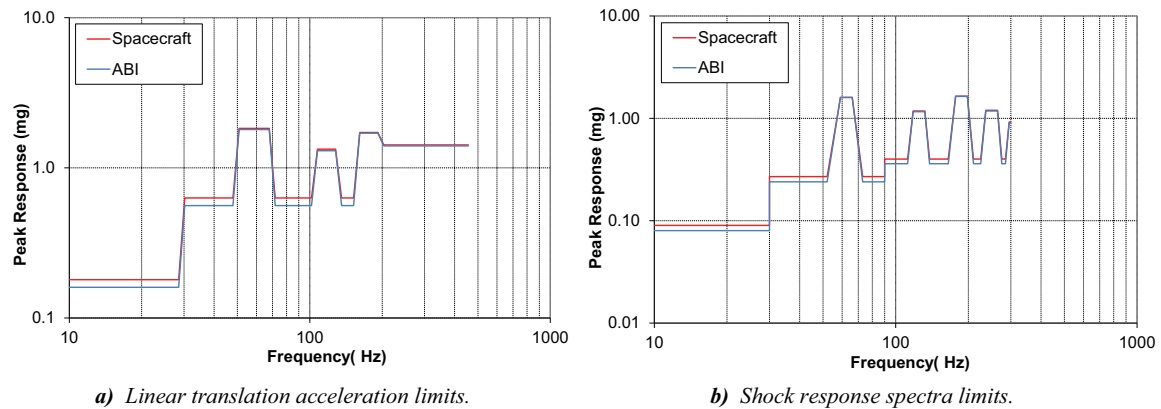 10.0
1.0
0.1
Peak Response (mg)
Spacecraft
ABI
10
100
1000
Frequency( Hz)
a) Linear translation acceleration limits.
10.00
1.00
0.10
0.01
Peak Response (mg)
Spacecraft
ABI
10
100
1000
Frequency( Hz)
b) Shock response spectra limits.